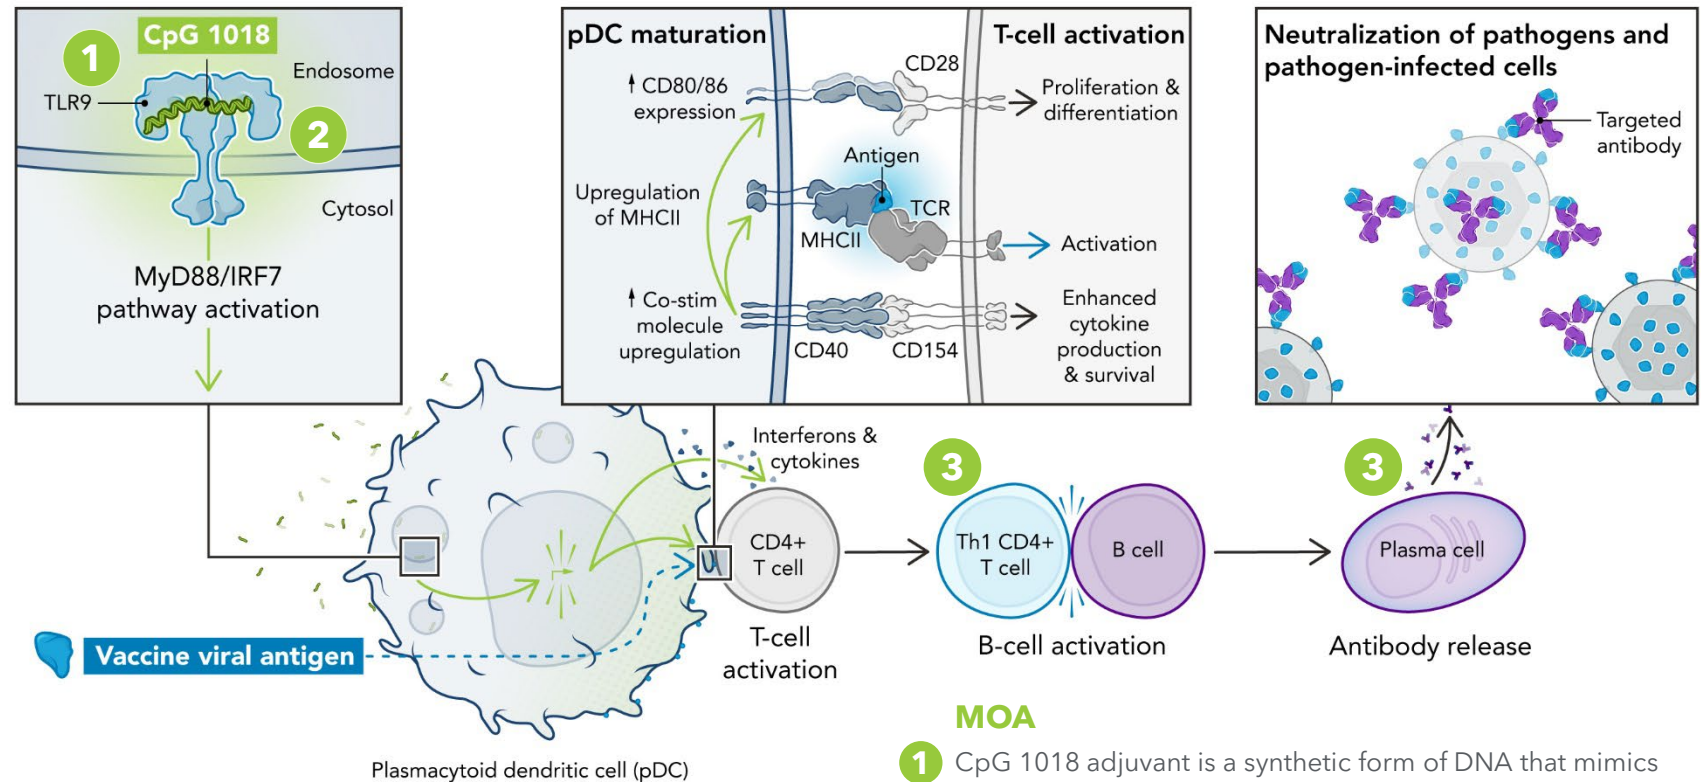 1
CpG 1018
TLR9
Endosome
2
Cytosol
MyD88/IRF7
pathway activation
pDC maturation
T-cell activation
↑ CD80/86
expression
CD28
Proliferation &
differentiation
Upregulation
of MHCII
Antigen
TCR
MHCII
Activation
↑ Co-stim
molecule
upregulation
CD40
CD154
Enhanced
cytokine
production
& survival
Neutralization of pathogens and
pathogen-infected cells
Targeted
antibody
Interferons &
cytokines
3
3
CD4+
T cell
Th1 CD4+
T cell
B cell
Plasma cell
Vaccine viral antigen
T-cell
activation
B-cell activation
Antibody release
Plasmacytoid dendritic cell (pDC)
MOA
1 CpG 1018 adjuvant is a synthetic form of DNA that mimics